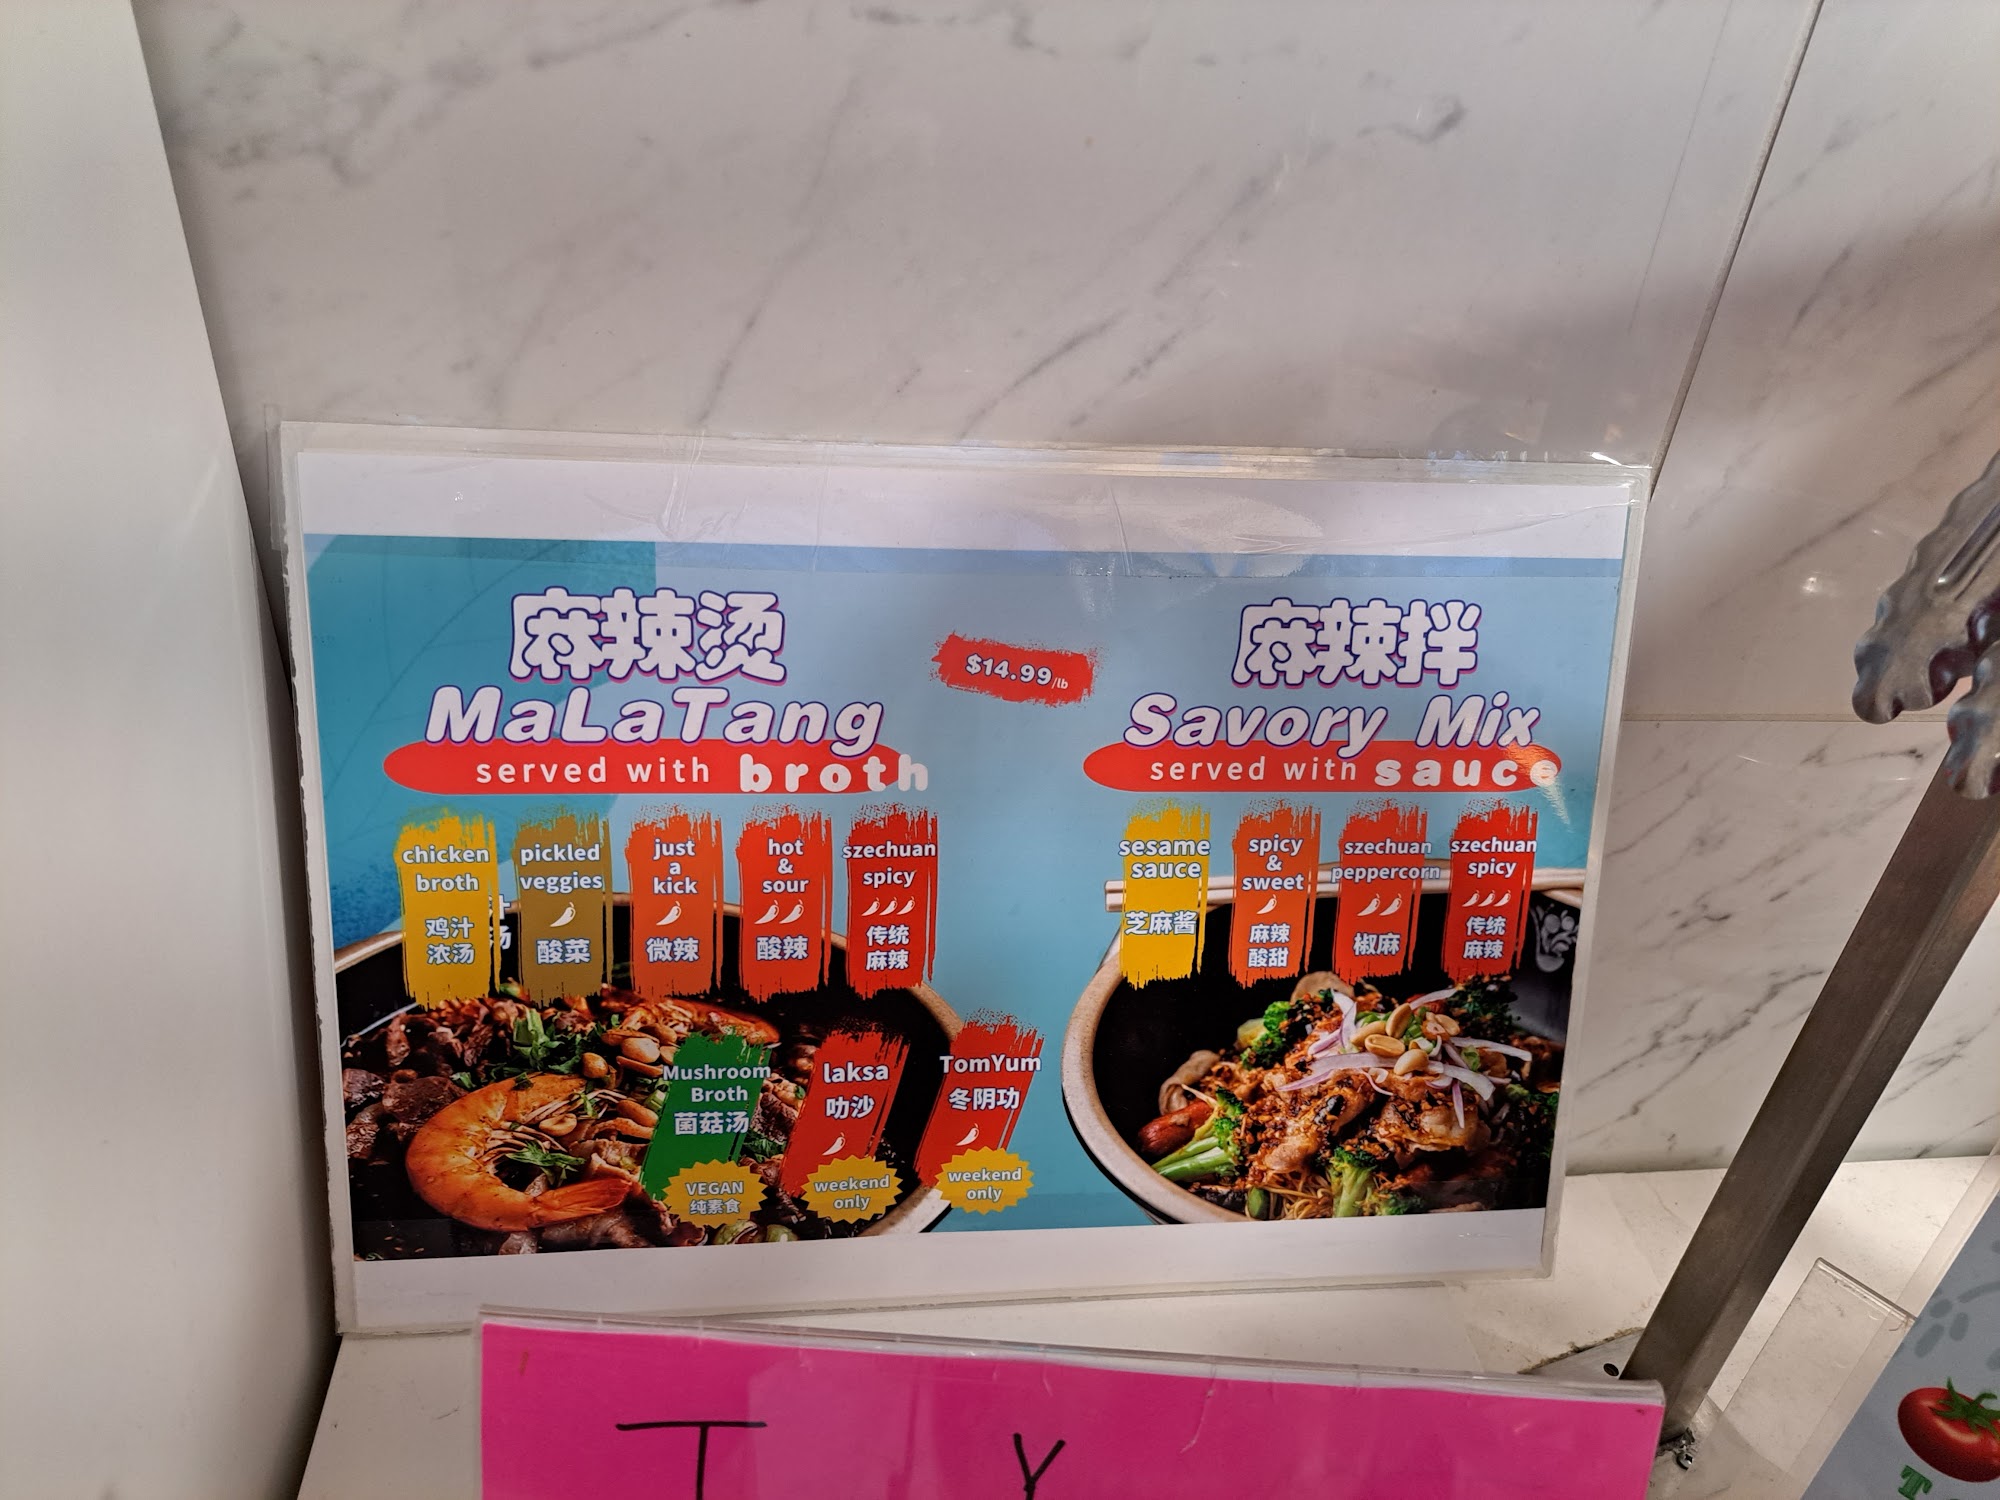 麻辣烫
MaLaTang
served with broth
$14.99/lb
麻辣拌
Savory Mix
served with sauce
chicken
broth
鸡汁
浓汤
pickled
veggies
酸菜
just
a
kick
微辣
hot
&
sour
酸辣
szechuan
spicy
传统
麻辣
sesame
sauce
芝麻酱
spicy
&
sweet
麻辣
酸甜
szechuan
peppercorn
椒麻
szechuan
spicy
传统
麻辣
Mushroom
Broth
菌菇汤
VEGAN
纯素食
laksa
叻沙
weekend
only
TomYum
冬阴功
weekend
only
T Y
T